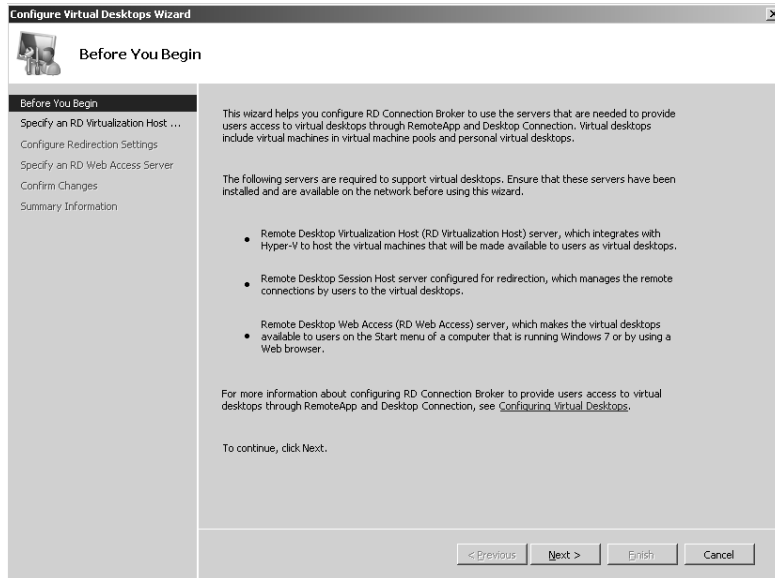 Configure Virtual Desktops Wizard
Before You Begin
Before You Begin
Specify an RD Virtualization Host ...
Configure Redirection Settings
Specify an RD Web Access Server
Confirm Changes
Summary Information
This wizard helps you configure RD Connection Broker to use the servers that are needed to provide
users access to virtual desktops through RemoteApp and Desktop Connection. Virtual desktops
include virtual machines in virtual machine pools and personal virtual desktops.
The following servers are required to support virtual desktops. Ensure that these servers have been
installed and are available on the network before using this wizard.
• Remote Desktop Virtualization Host (RD Virtualization Host) server, which integrates with
Hyper-V to host the virtual machines that will be made available to users as virtual desktops.
• Remote Desktop Session Host server configured for redirection, which manages the remote
connections by users to the virtual desktops.
Remote Desktop Web Access (RD Web Access) server, which makes the virtual desktops
• available to users on the Start menu of a computer that is running Windows 7 or by using a
Web browser.
For more information about configuring RD Connection Broker to provide users access to virtual
desktops through RemoteApp and Desktop Connection, see Configuring Virtual Desktops.
To continue, click Next.
< Previous
Next >
Finish
Cancel